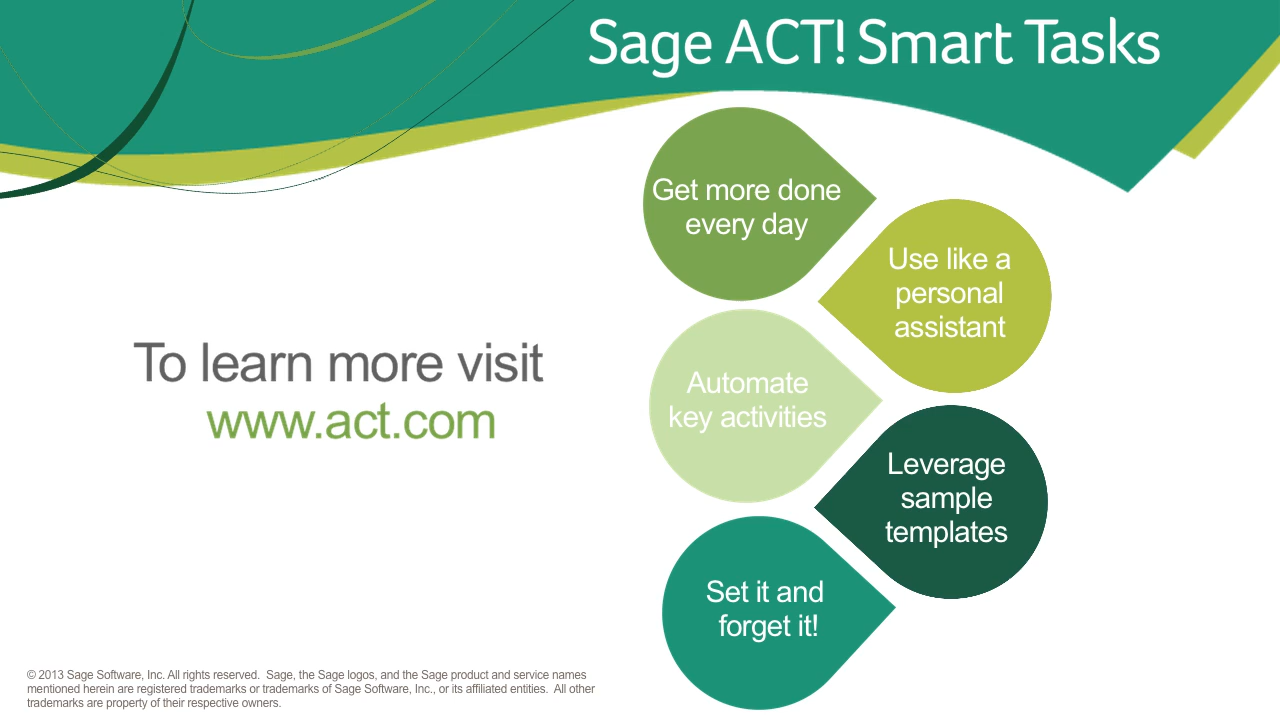 Sage ACT! Smart Tasks
Get more done
every day
Use like a
personal
assistant
To learn more visit
www.act.com
Automate
key activities
Leverage
sample
templates
Set it and
forget it!
© 2013 Sage Software, Inc. All rights reserved.  Sage, the Sage logos, and the Sage product and service names
mentioned herein are registered trademarks or trademarks of Sage Software, Inc., or its affiliated entities.  All other
trademarks are property of their respective owners.